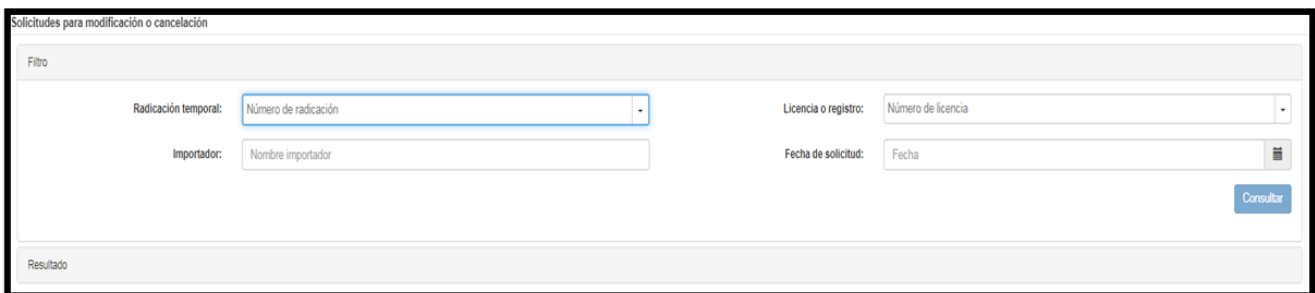 Solicitudes para modificación o cancelación
Filtro
Radicación temporal: Número de radicación Licencia o registro: Número de licencia
Importador: Nombre importador Fecha de solicitud: Fecha
Consultar
Resultado